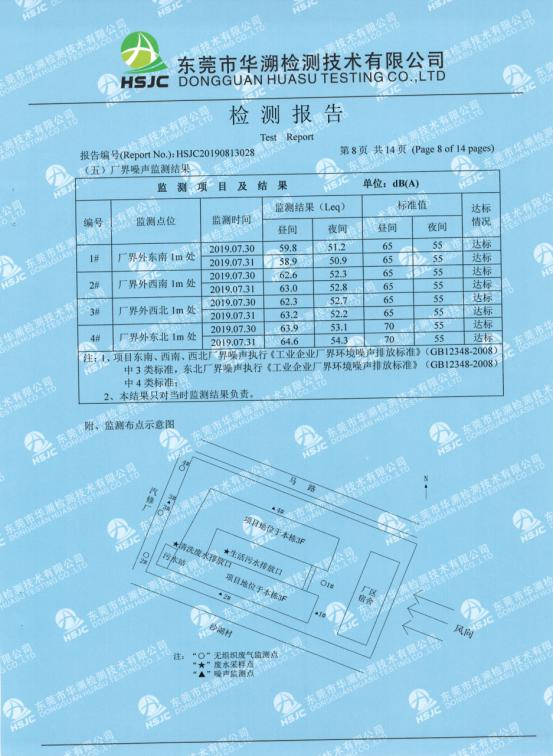 HSJC
东莞市华溯检测技术有限公司
DONGGUAN HUASU TESTING CO.,LTD
检测报告
Test Report
报告编号(Report No.): HSJC20190813028 第 8 页 共 14 页 (Page 8 of 14 pages)
（五）厂界噪声监测结果
监 测 项 目 及 结 果 单位：dB(A)
编号 监测点位 监测时间 监测结果（Leq） 标准值 达标情况
昼间 夜间 昼间 夜间
1# 厂界外东南 1m 处 2019.07.30 59.8 51.2 65 55 达标
2019.07.31 58.9 50.9 65 55 达标
2# 厂界外西南 1m 处 2019.07.30 62.6 52.3 65 55 达标
2019.07.31 63.0 52.8 65 55 达标
3# 厂界外西北 1m 处 2019.07.30 62.3 52.7 65 55 达标
2019.07.31 63.2 52.2 65 55 达标
4# 厂界外东北 1m 处 2019.07.30 63.9 53.1 70 55 达标
2019.07.31 64.6 54.3 70 55 达标
注：1、项目东南、西南、西北厂界噪声执行《工业企业厂界环境噪声排放标准》（GB12348-2008）
中 3 类标准，东北厂界噪声执行《工业企业厂界环境噪声排放标准》（GB12348-2008）
中 4 类标准；
2、本结果只对当时监测结果负责。
附、监测布点示意图
马路
N
汽修厂
▲4#
项目地位于本栋3F
★清洗废水排放口
★生活污水排放口
污水站
○1#
项目地位于本栋3F
厂区宿舍
○2#
▲2#
▲1#
砂湖村
风向
注：“○”无组织废气监测点
“★”废水采样点
“▲”噪声监测点